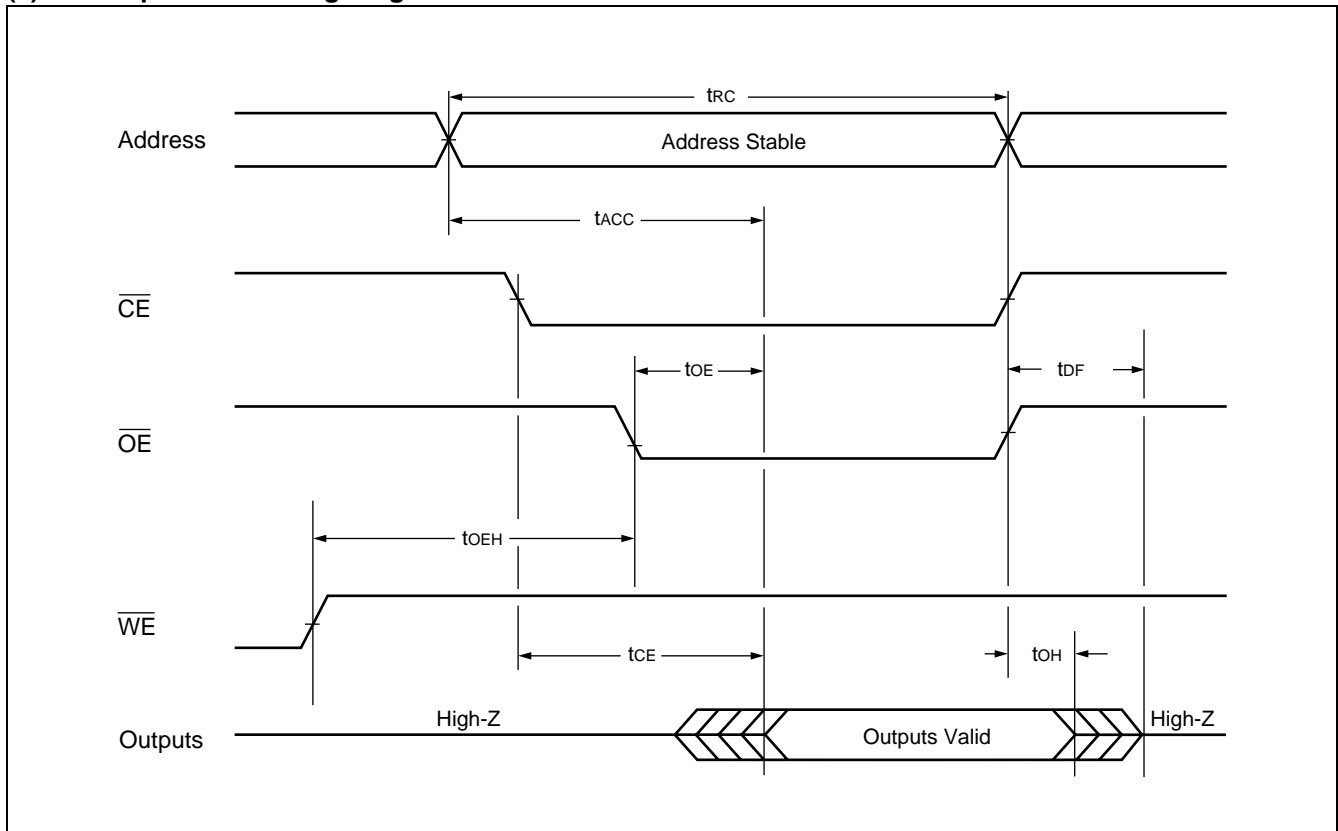 tRC
Address
Address Stable
tACC
CE
tOE
tDF
OE
tOEH
WE
tCE
tOH
High-Z
High-Z
Outputs
Outputs Valid